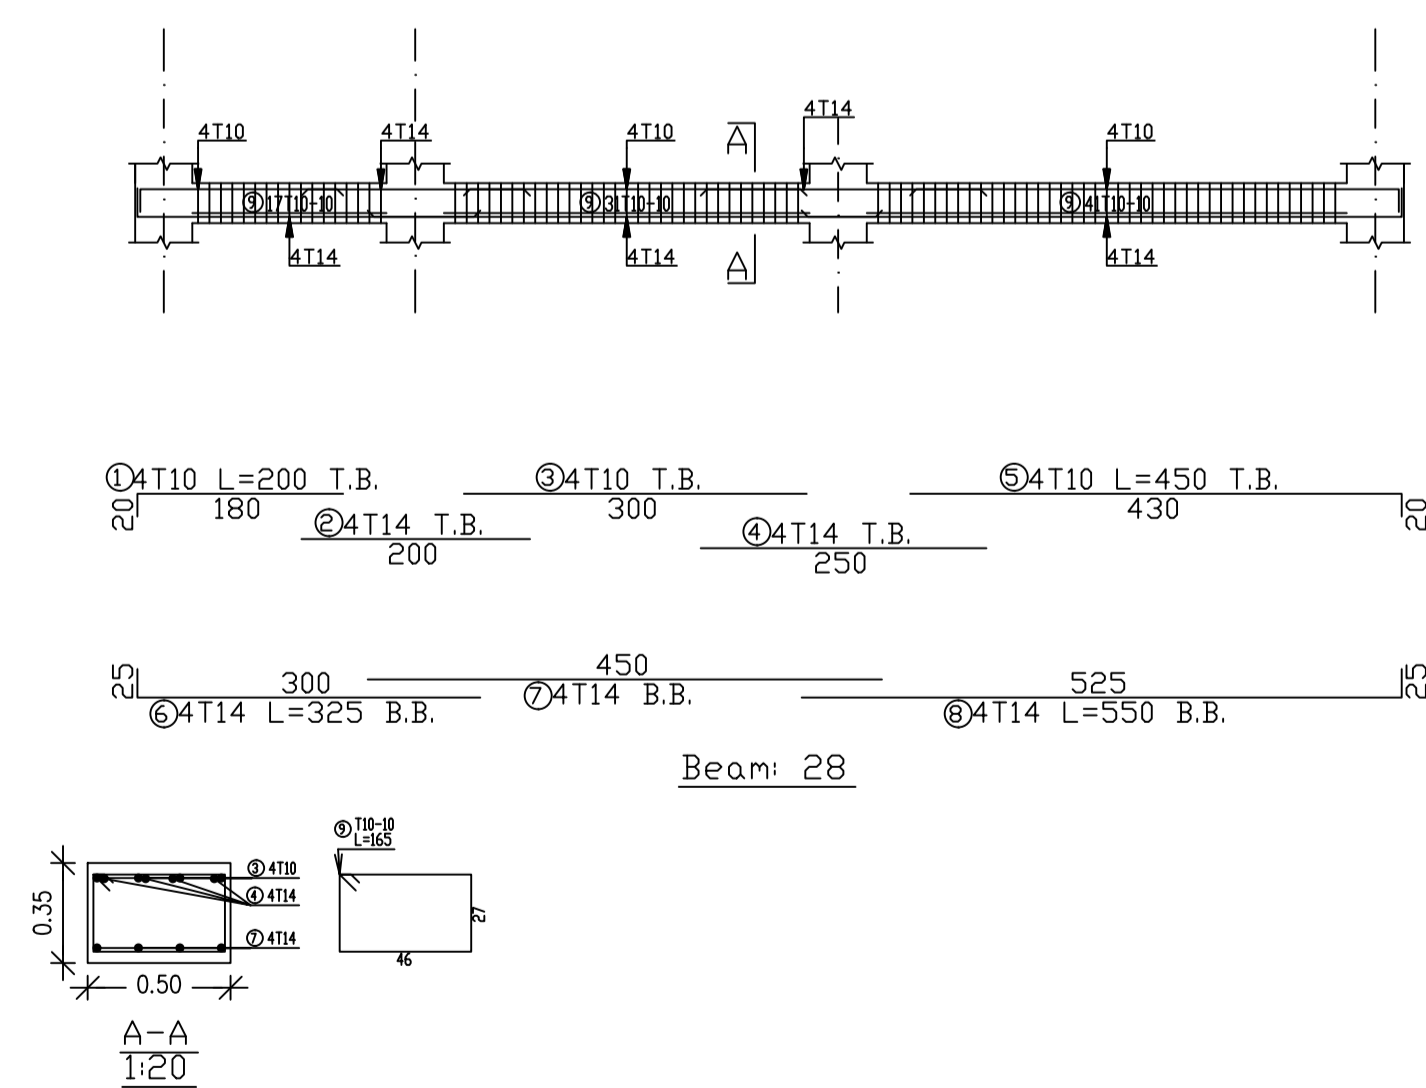 4T10
4T14
4T10
A
4T14
4T10
⑨17T10-10
⑨31T10-10
⑨41T10-10
4T14
4T14
A
4T14
①4T10 L=200 T.B.
③4T10 T.B.
⑤4T10 L=450 T.B.
20
180
300
430
20
②4T14 T.B.
④4T14 T.B.
200
250
450
25
300
525
25
⑦4T14 B.B.
⑥4T14 L=325 B.B.
⑧4T14 L=550 B.B.
Beam: 28
⑨ T10-10
L=165
③ 4T10
④ 4T14
⑦ 4T14
0.35
0.50
27
46
A-A
1:20